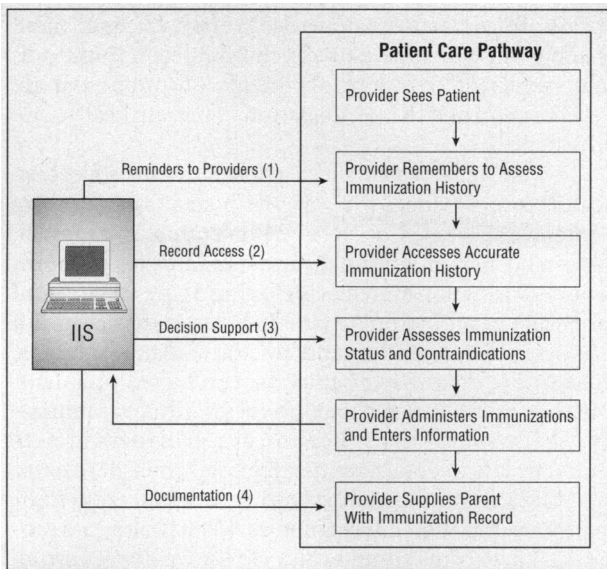 Patient Care Pathway
Provider Sees Patient
Reminders to Providers (1)
Provider Remembers to Assess
Immunization History
Record Access (2)
Provider Accesses Accurate
Immunization History
IIS
Decision Support (3)
Provider Assesses Immunization
Status and Contraindications
Provider Administers Immunizations
and Enters Information
Documentation (4)
Provider Supplies Parent
With Immunization Record